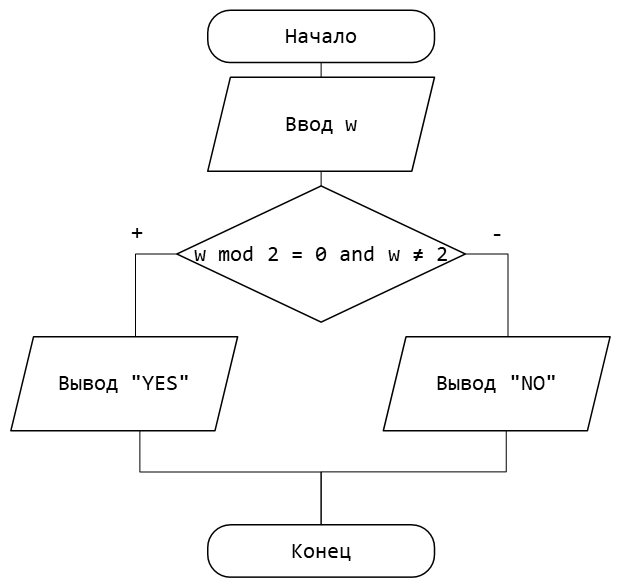 Начало
Ввод w
+
-
w mod 2 = 0 and w ≠ 2
Вывод "YES"
Вывод "NO"
Конец